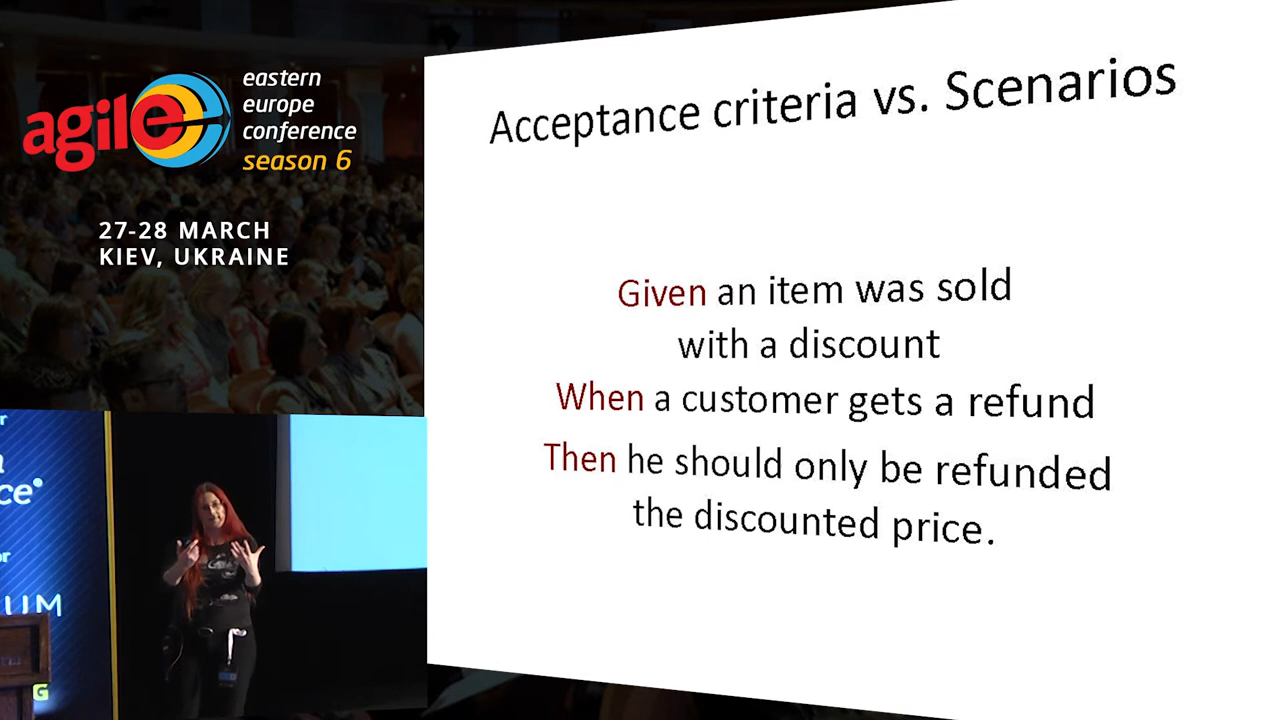 agile
eastern
europe
conference
season 6
27-28 MARCH
KIEV, UKRAINE
Acceptance criteria vs. Scenarios
Given an item was sold
with a discount
When a customer gets a refund
Then he should only be refunded
the discounted price.